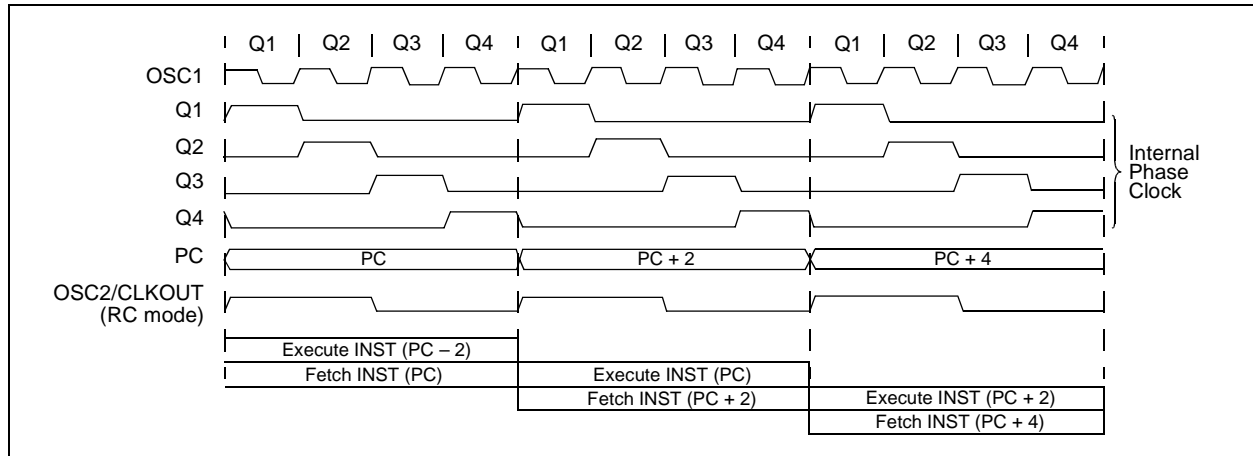 Q1 Q2 Q3 Q4 Q1 Q2 Q3 Q4 Q1 Q2 Q3 Q4
OSC1
Q1
Q2
Q3
Q4
Internal
Phase
Clock
PC PC PC + 2 PC + 4
OSC2/CLKOUT
(RC mode)
Execute INST (PC – 2)
Fetch INST (PC) Execute INST (PC)
Fetch INST (PC + 2) Execute INST (PC + 2)
Fetch INST (PC + 4)